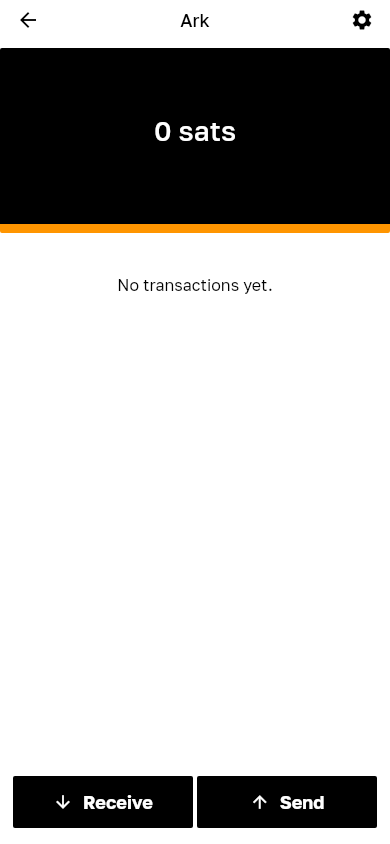 Ark
0 sats
No transactions yet.
Receive
Send